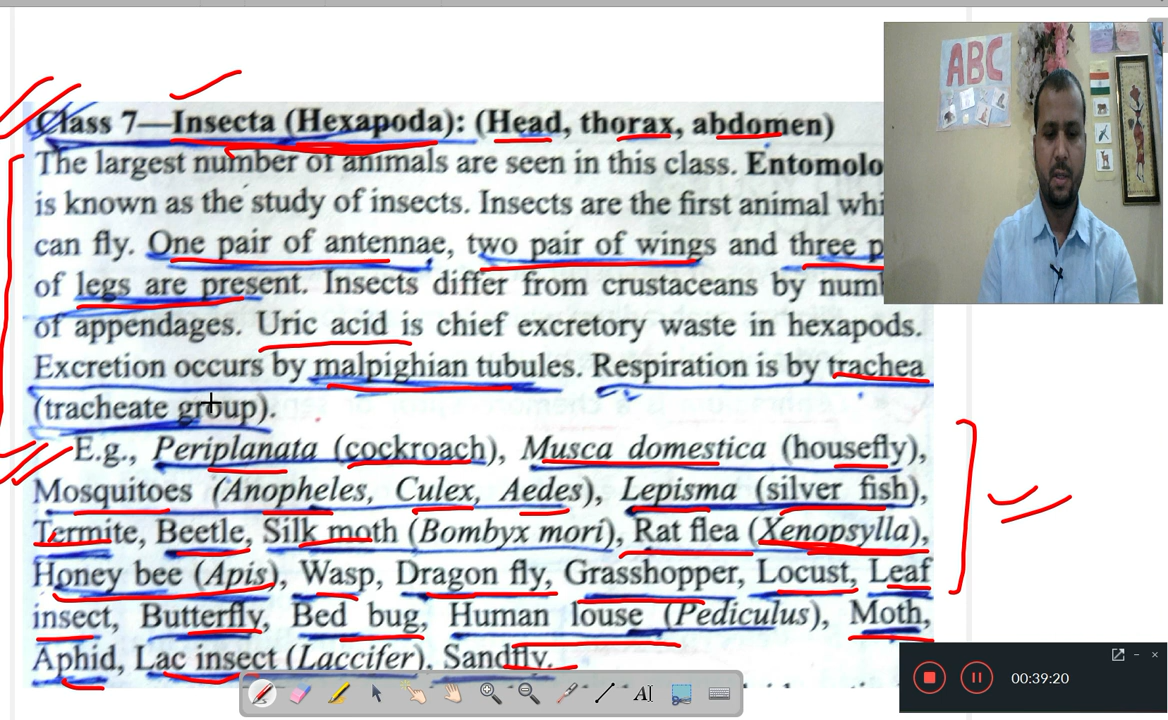 ABC
Class 7—Insecta (Hexapoda): (Head, thorax, abdomen)
The largest number of animals are seen in this class. Entomolo
is known as the study of insects. Insects are the first animal whi
can fly. One pair of antennae, two pair of wings and three p
of legs are present. Insects differ from crustaceans by num
of appendages. Uric acid is chief excretory waste in hexapods.
Excretion occurs by malpighian tubules. Respiration is by trachea
(tracheate group).
E.g., Periplanata (cockroach), Musca domestica (housefly),
Mosquitoes (Anopheles, Culex, Aedes), Lepisma (silver fish),
Termite, Beetle, Silk moth (Bombyx mori), Rat flea (Xenopsylla),
Honey bee (Apis), Wasp, Dragon fly, Grasshopper, Locust, Leaf
insect, Butterfly, Bed bug, Human louse (Pediculus), Moth,
Aphid, Lac insect (Laccifer), Sandfly.
AI
00:39:20